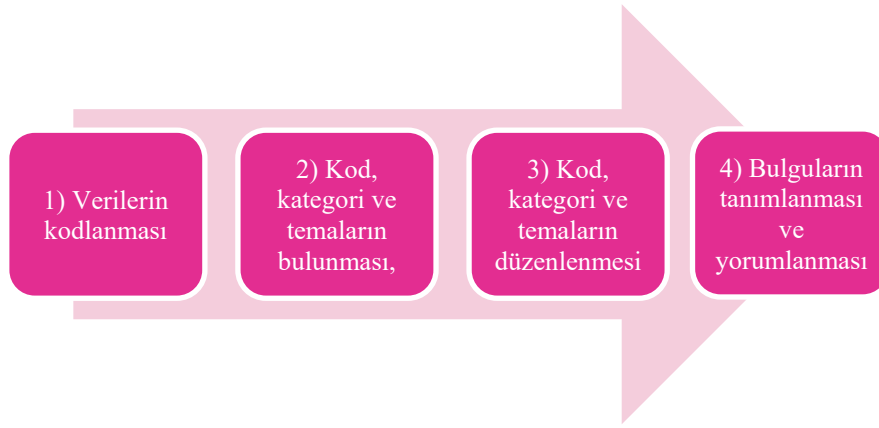 1) Verilerin
kodlanması
2) Kod,
kategori ve
temaların
bulunması,
3) Kod,
kategori ve
temaların
düzenlenmesi
4) Bulguların
tanımlanması
ve
yorumlanması